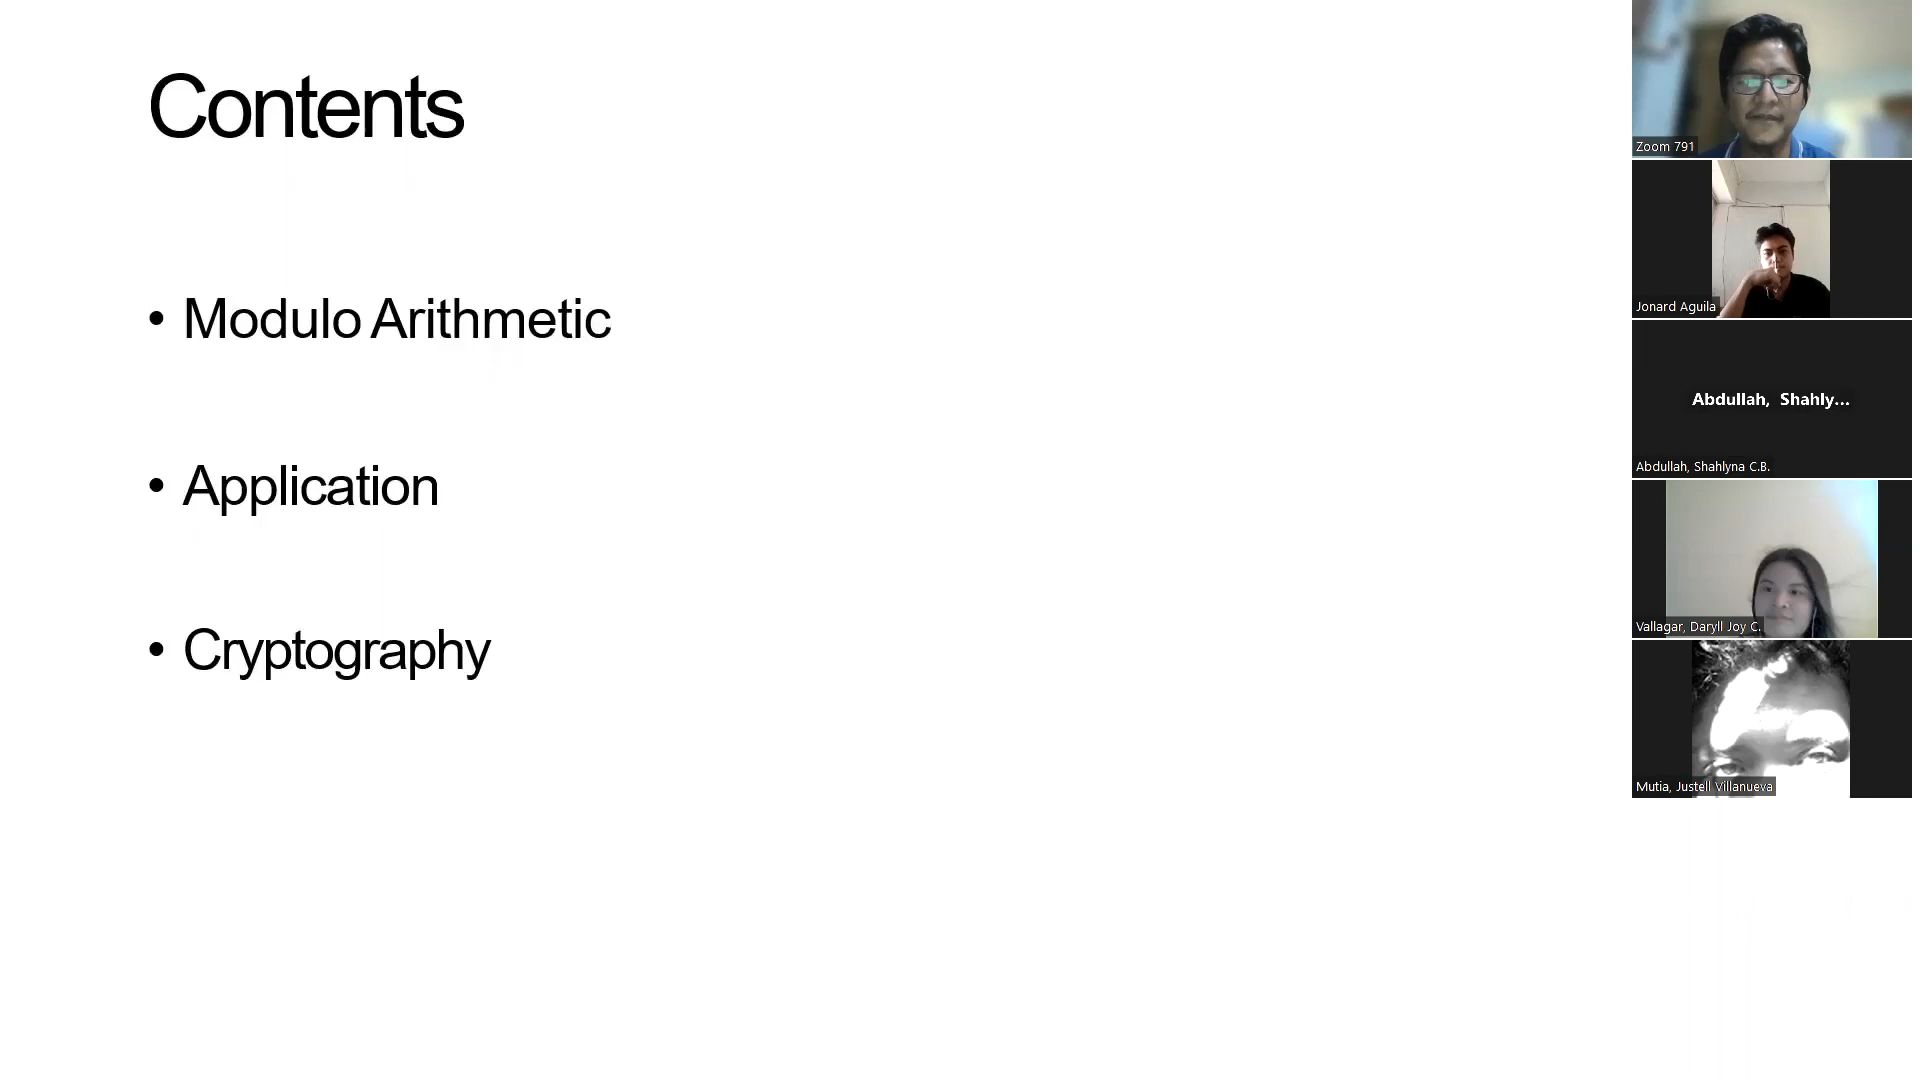 Contents
• Modulo Arithmetic
• Application
• Cryptography
Zoom 791
Jonard Aguila
Abdullah, Shahly...
Abdullah, Shahlyna C.B.
Vallagar, Daryll Joy C.
Mutia, Justell Villanueva